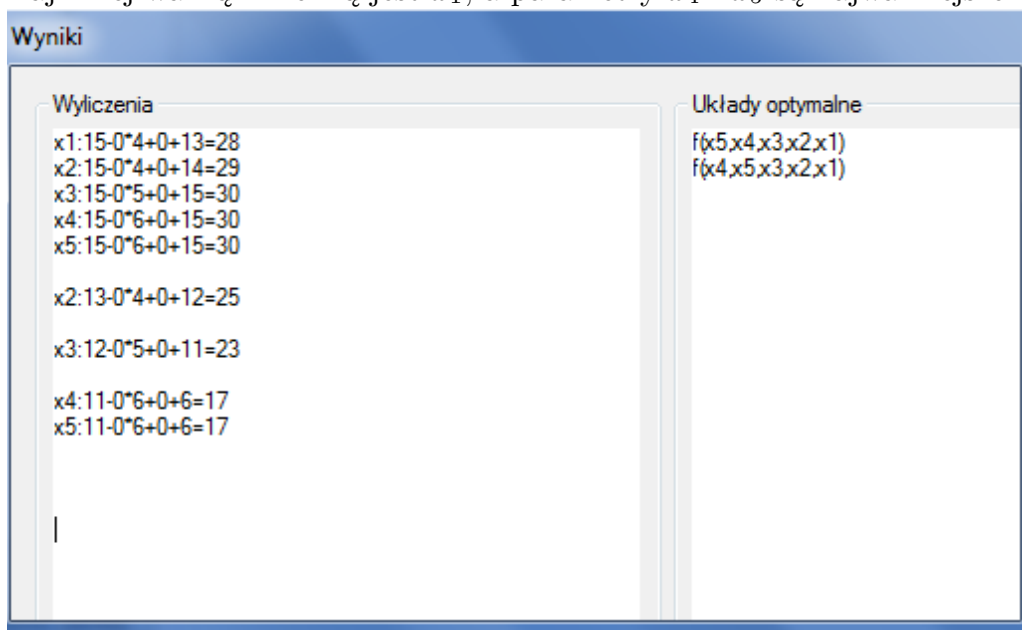 Wyniki
Wyliczenia
x1:15-0*4+0+13=28
x2:15-0*4+0+14=29
x3:15-0*5+0+15=30
x4:15-0*6+0+15=30
x5:15-0*6+0+15=30
x2:13-0*4+0+12=25
x3:12-0*5+0+11=23
x4:11-0*6+0+6=17
x5:11-0*6+0+6=17
Układy optymalne
f(x5,x4,x3,x2,x1)
f(x4,x5,x3,x2,x1)